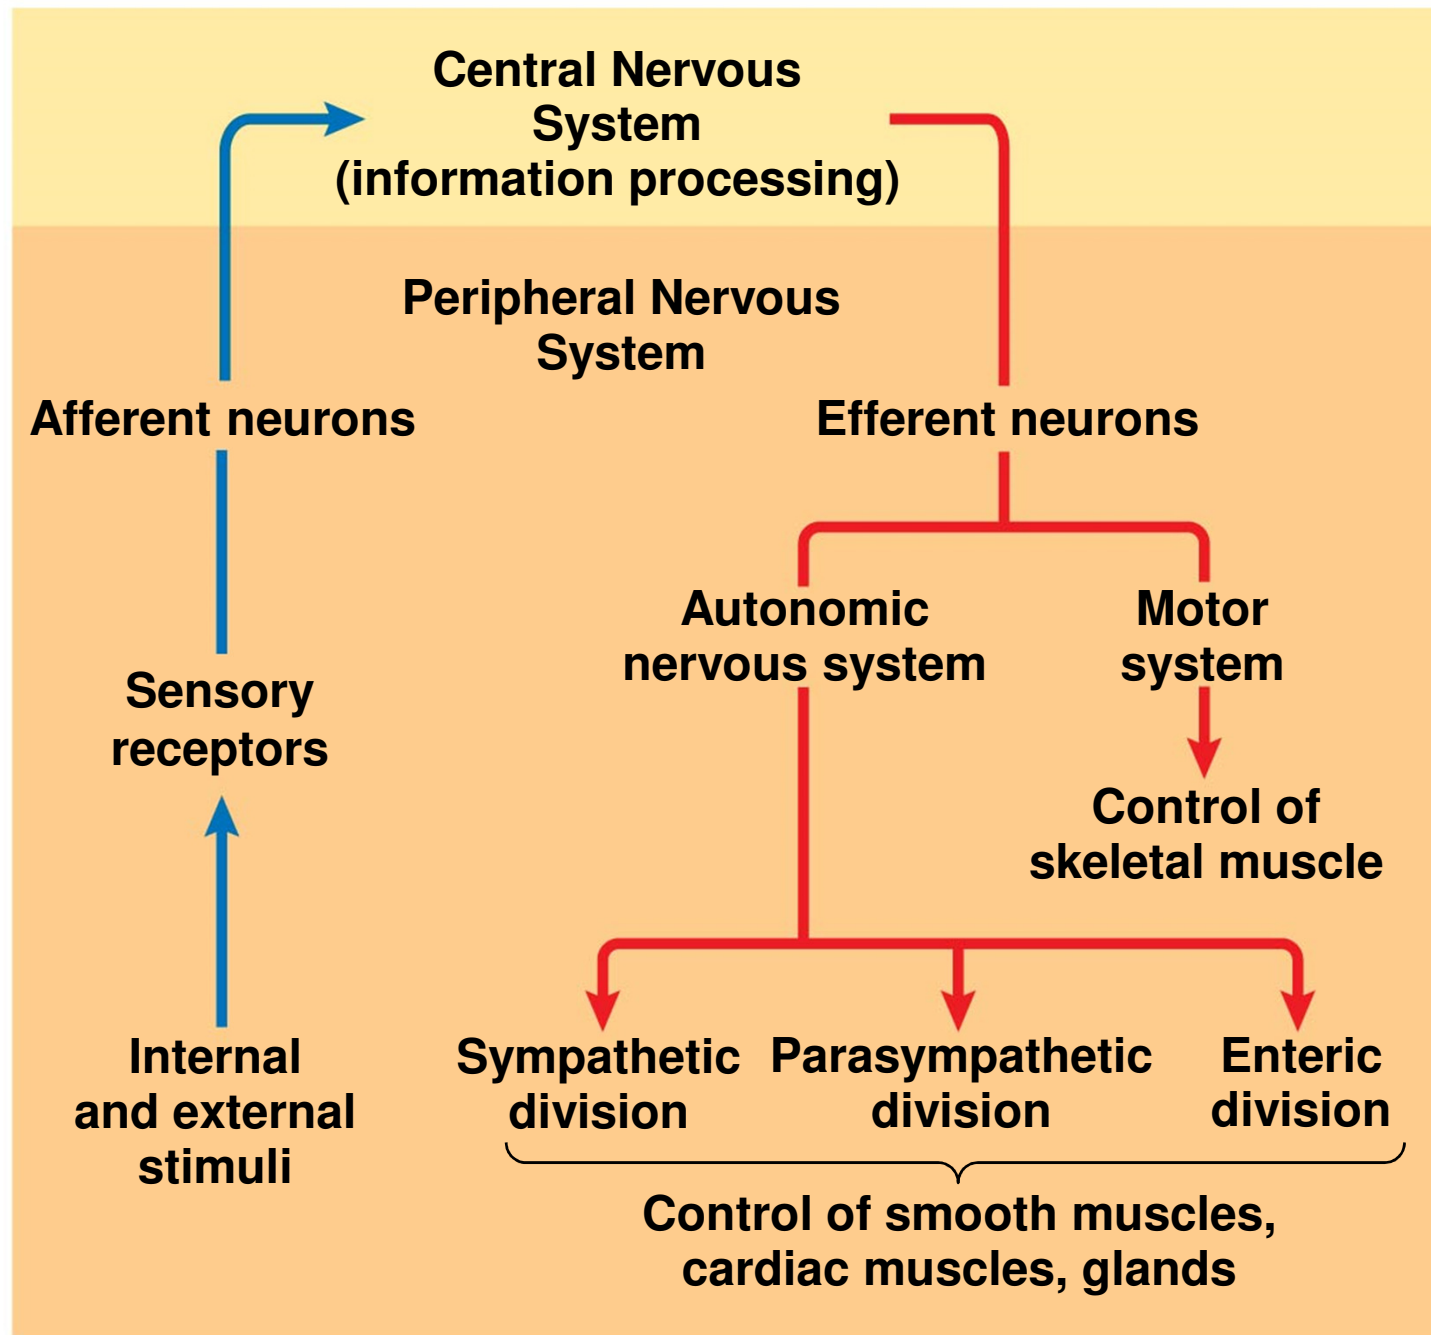 Central Nervous
System
(information processing)
Peripheral Nervous
System
Afferent neurons
Efferent neurons
Autonomic
nervous system
Motor
system
Sensory
receptors
Control of
skeletal muscle
Internal
and external
stimuli
Sympathetic
division
Parasympathetic
division
Enteric
division
Control of smooth muscles,
cardiac muscles, glands